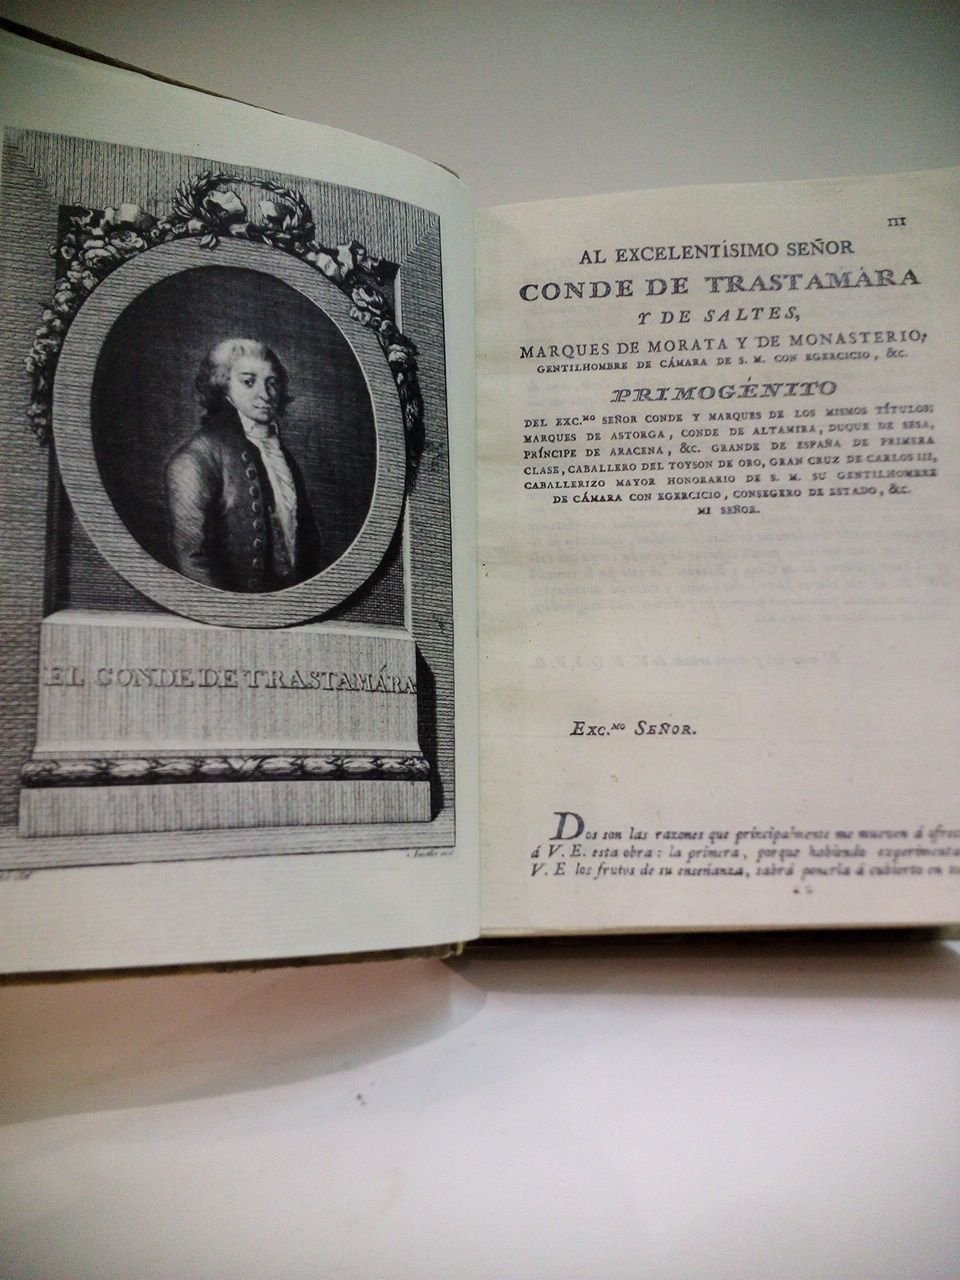 EL CONDE DE TRASTAMÁRA
III
AL EXCELENTÍSIMO SEÑOR
CONDE DE TRASTAMÁRA
Y DE SALTES,
MARQUES DE MORATA Y DE MONASTERIO;
GENTILHOMBRE DE CÁMARA DE S. M. CON EGERCICIO, &c.
PRIMOGÉNITO
DEL EXC.MO SEÑOR CONDE Y MARQUES DE LOS MISMOS TÍTULOS;
MARQUES DE ASTORGA, CONDE DE ALTAMIRA, DUQUE DE SESA,
PRÍNCIPE DE ARACENA, &c. GRANDE DE ESPAÑA DE PRIMERA
CLASE, CABALLERO DEL TOYSON DE ORO, GRAN CRUZ DE CARLOS III,
CABALLERIZO MAYOR HONORARIO DE S. M. SU GENTILHOMBRE
DE CÁMARA CON EGERCICIO, CONSEGERO DE ESTADO, &c.
MI SEÑOR.
EXC.MO SEÑOR.
Dos son las razones que principalmente me mueven á ofrec
á V. E. esta obra: la primera, porque habiendo experimenta
V. E los frutos de su enseñanza, sabrá ponerla á cubierto en to